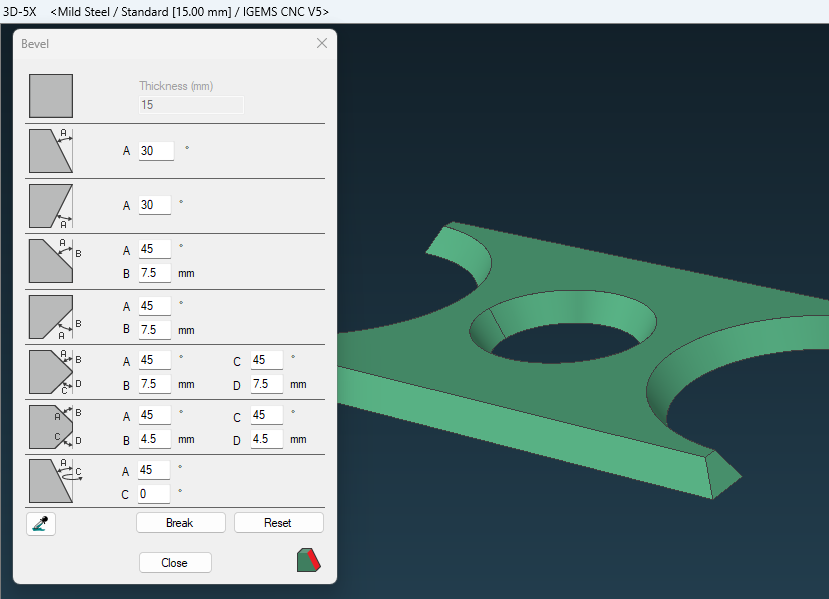 3D-5X <Mild Steel / Standard [15.00 mm] / IGEMS CNC V5>
Bevel
Thickness (mm)
15
A
A 30 °
A 30 °
A
A B
A 45 °
B 7.5 mm
A 45 °
B 7.5 mm
B
A
A B
A 45 ° C 45 °
B 7.5 mm D 7.5 mm
C D
A B
A 45 ° C 45 °
B 4.5 mm D 4.5 mm
C D
A C
A 45 °
C 0 °
Break Reset
Close